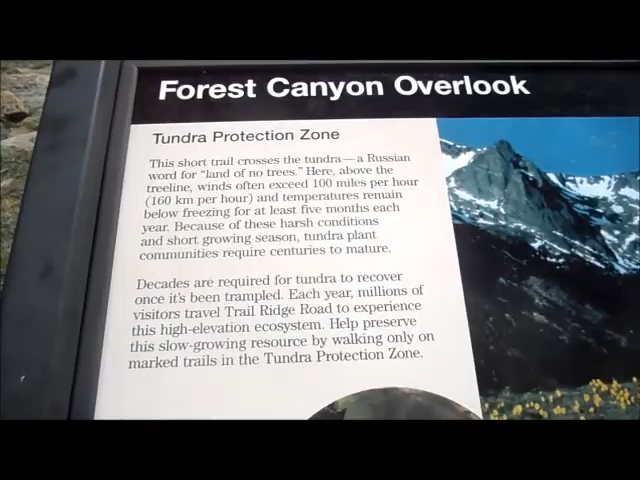 Forest Canyon Overlook
Tundra Protection Zone
This short trail crosses the tundra—a Russian
word for "land of no trees." Here, above the
treeline, winds often exceed 100 miles per hour
(160 km per hour) and temperatures remain
below freezing for at least five months each
year. Because of these harsh conditions
and short growing season, tundra plant
communities require centuries to mature.
Decades are required for tundra to recover
once it's been trampled. Each year, millions of
visitors travel Trail Ridge Road to experience
this high-elevation ecosystem. Help preserve
this slow-growing resource by walking only on
marked trails in the Tundra Protection Zone.